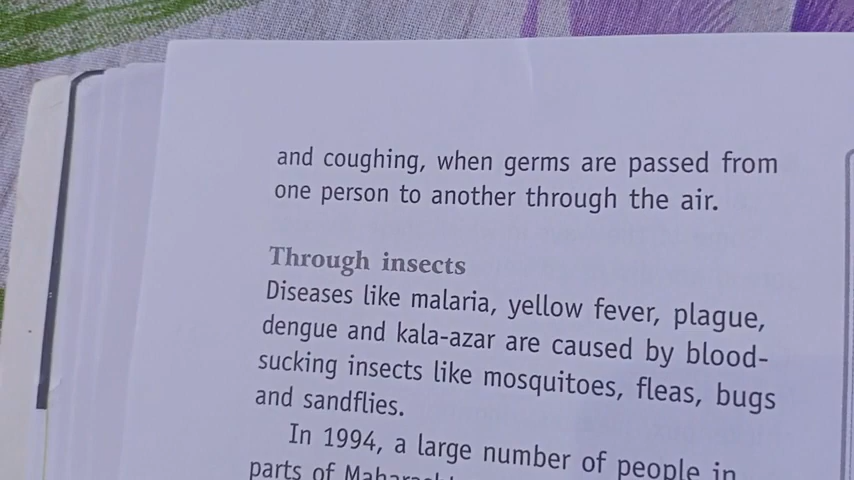 and coughing, when germs are passed from
one person to another through the air.
Through insects
Diseases like malaria, yellow fever, plague,
dengue and kala-azar are caused by blood-
sucking insects like mosquitoes, fleas, bugs
and sandflies.
In 1994, a large number of people in
parts of